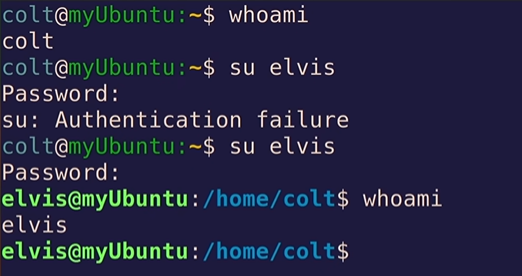 colt@myUbuntu:~$ whoami
colt
colt@myUbuntu:~$ su elvis
Password:
su: Authentication failure
colt@myUbuntu:~$ su elvis
Password:
elvis@myUbuntu:/home/colt$ whoami
elvis
elvis@myUbuntu:/home/colt$